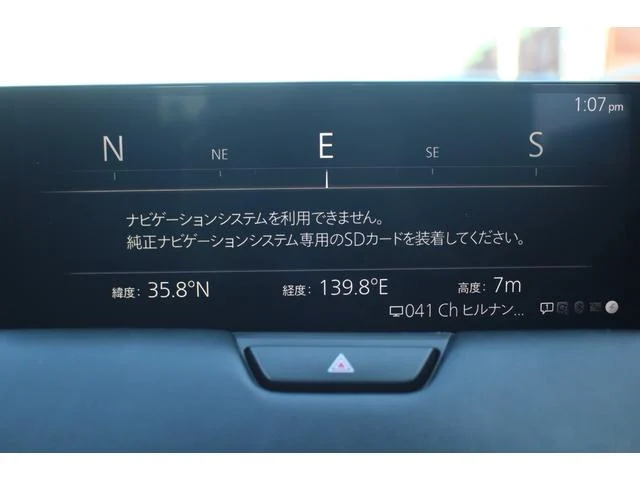 1:07 pm
N NE E SE S
ナビゲーションシステムを利用できません。
純正ナビゲーションシステム専用のSDカードを装着してください。
緯度: 35.8°N 経度: 139.8°E 高度: 7m
041 Ch ヒルナン...